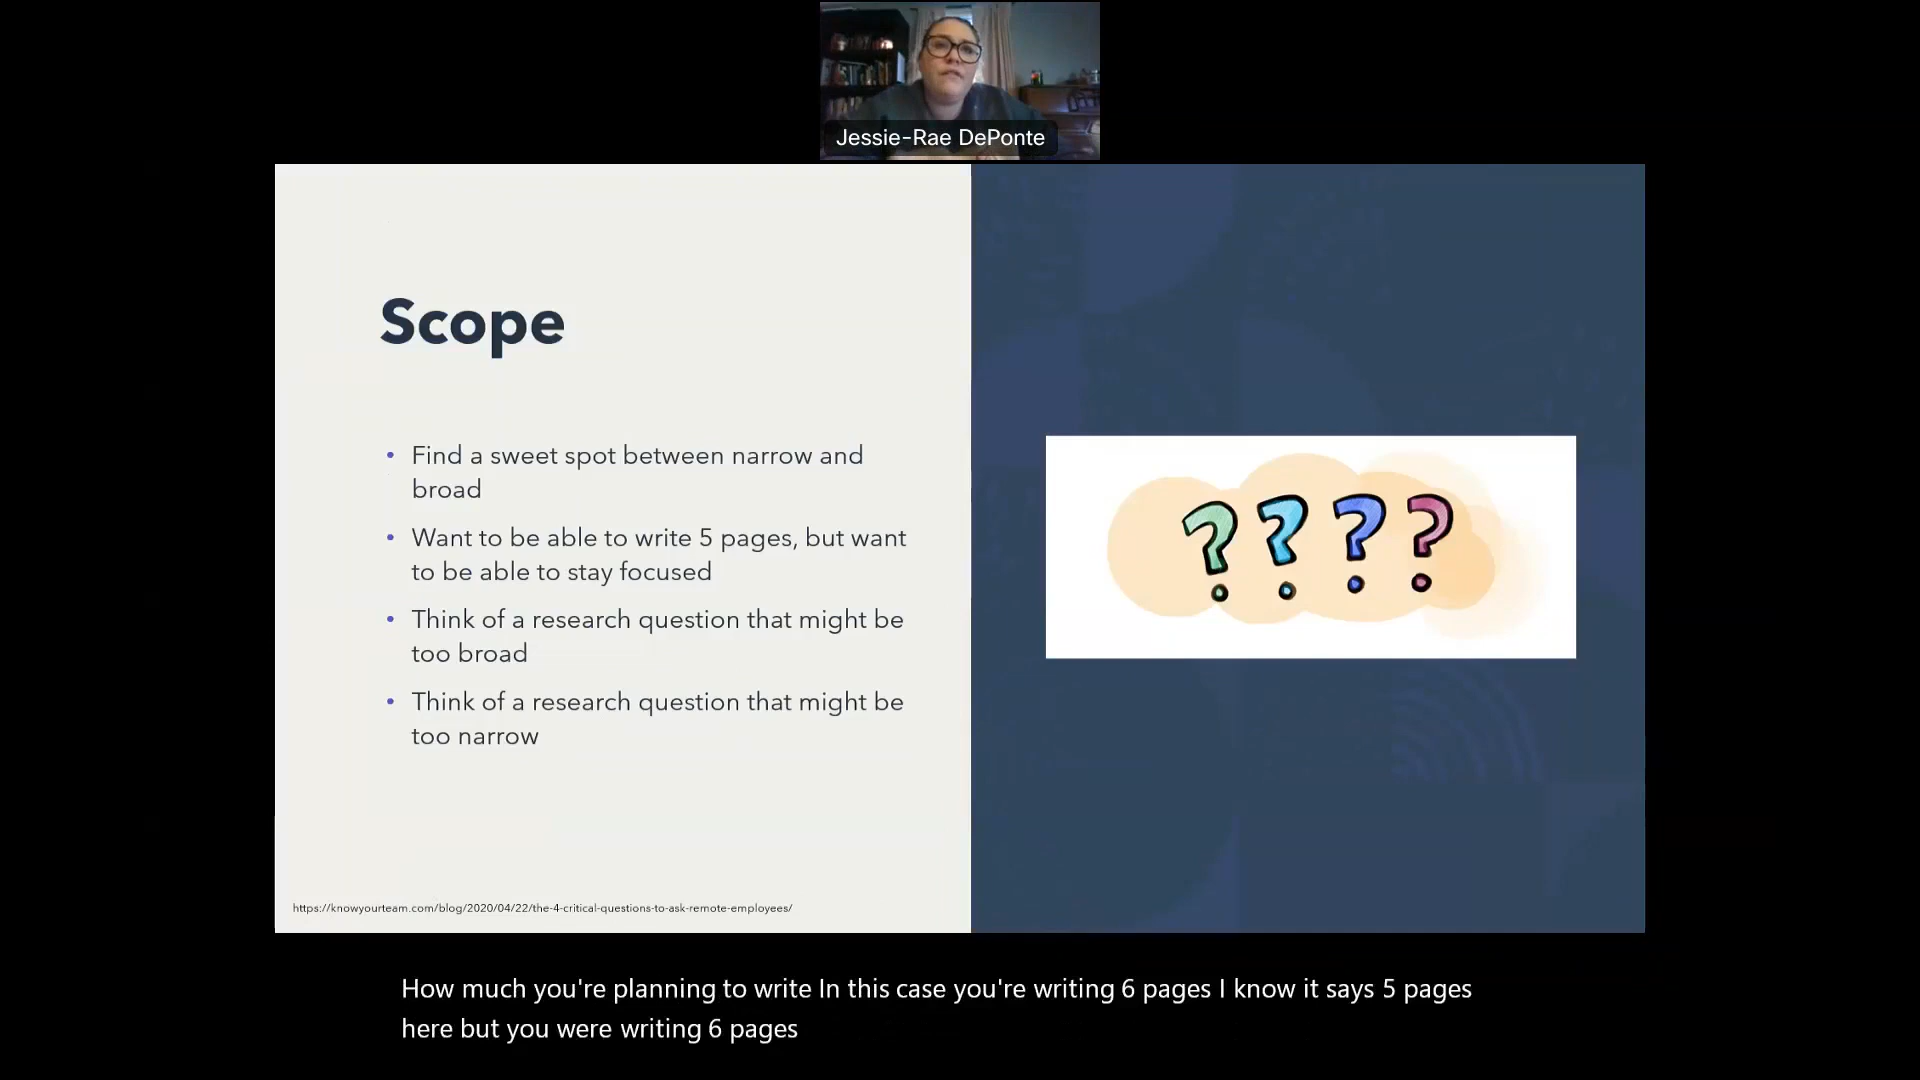 Jessie-Rae DePonte
Scope
• Find a sweet spot between narrow and
broad
• Want to be able to write 5 pages, but want
to be able to stay focused
• Think of a research question that might be
too broad
• Think of a research question that might be
too narrow
? ? ? ?
https://knowyourteam.com/blog/2020/04/22/the-4-critical-questions-to-ask-remote-employees/
How much you're planning to write In this case you're writing 6 pages I know it says 5 pages
here but you were writing 6 pages